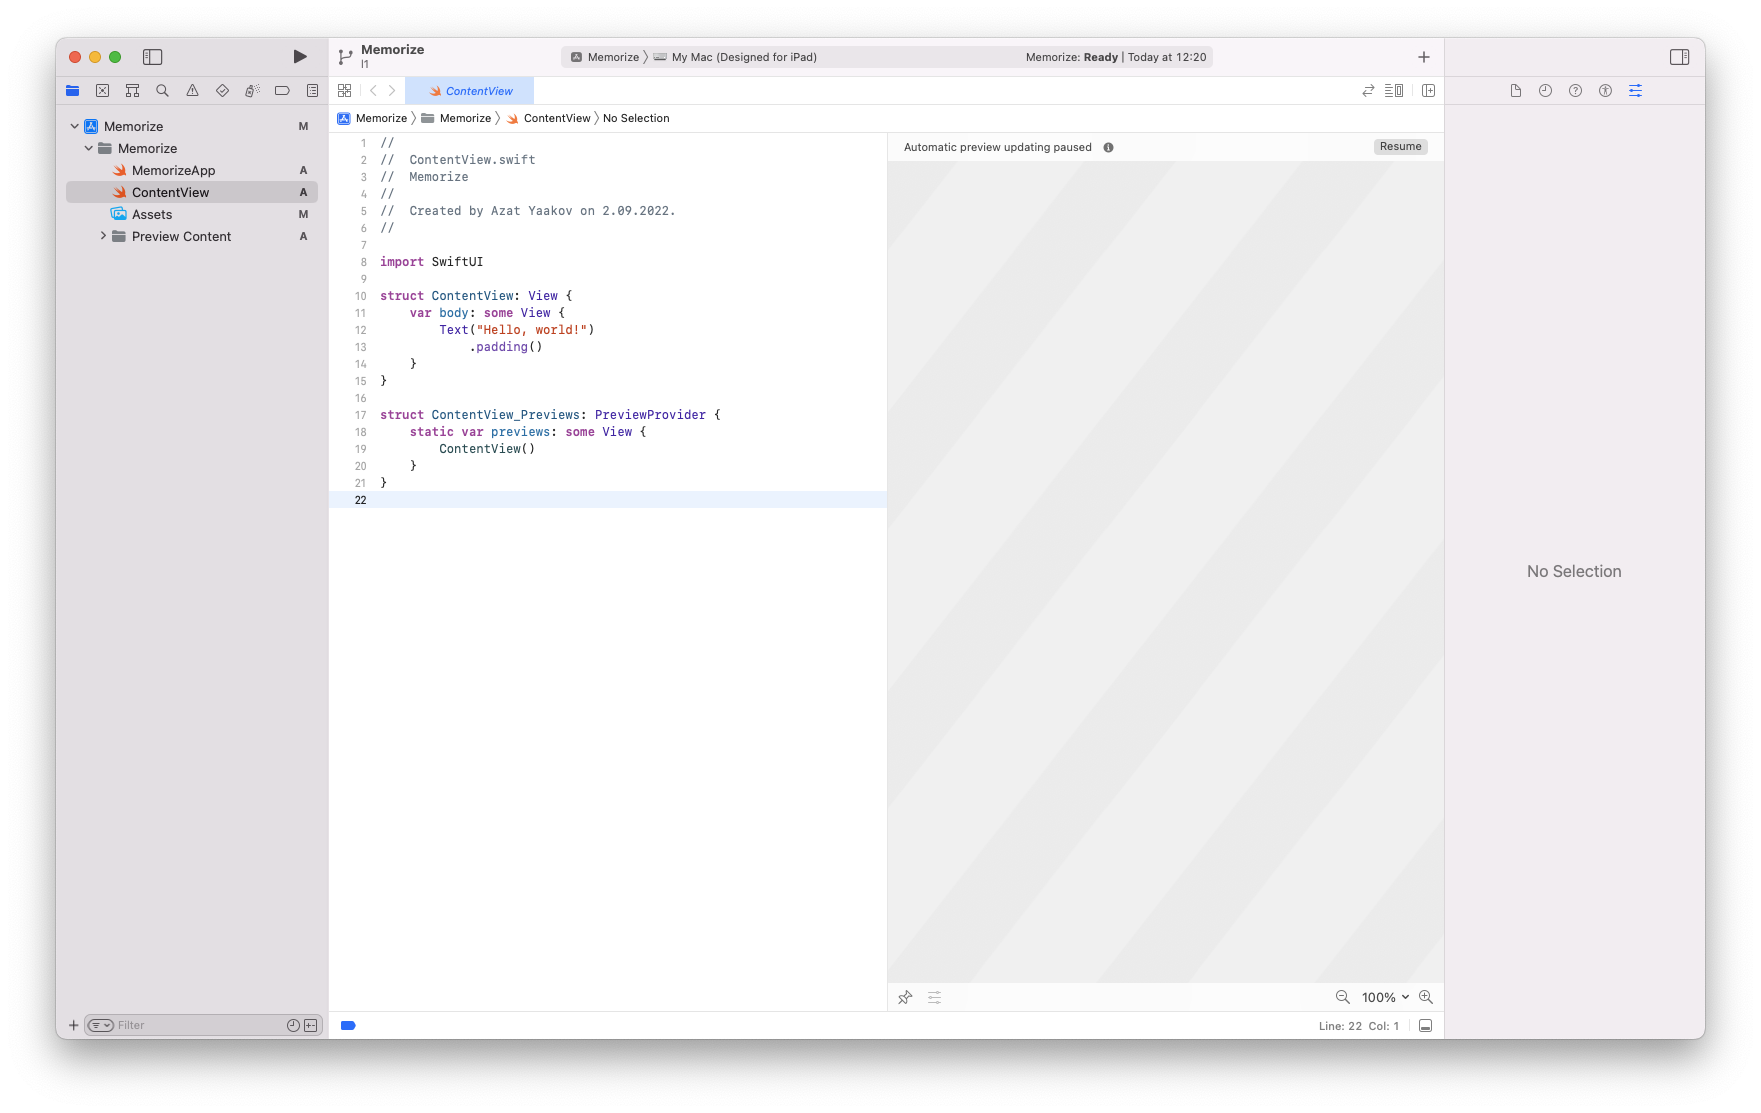 Memorize
l1
Memorize
My Mac (Designed for iPad)
Memorize: Ready | Today at 12:20
ContentView
Memorize
M
Memorize
MemorizeApp
A
ContentView
A
Assets
M
Preview Content
A
Memorize
Memorize
ContentView
No Selection
1 //
2 //  ContentView.swift
3 //  Memorize
4 //
5 //  Created by Azat Yaakov on 2.09.2022.
6 //
7
8 import SwiftUI
9
10 struct ContentView: View {
11     var body: some View {
12         Text("Hello, world!")
13             .padding()
14     }
15 }
16
17 struct ContentView_Previews: PreviewProvider {
18     static var previews: some View {
19         ContentView()
20     }
21 }
22
Automatic preview updating paused
Resume
100%
No Selection
Filter
Line: 22  Col: 1